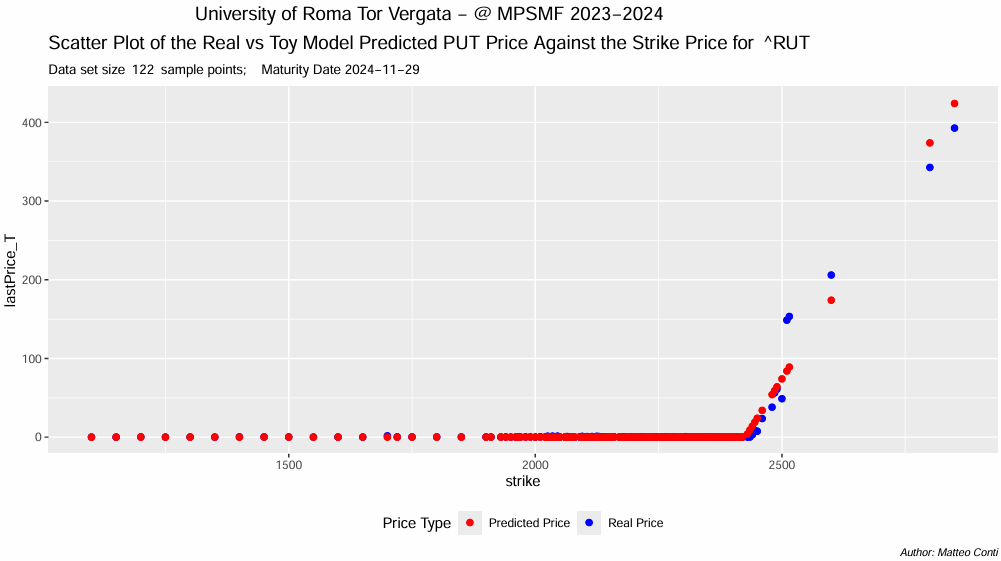 University of Roma Tor Vergata – @ MPSMF 2023–2024
Scatter Plot of the Real vs Toy Model Predicted PUT Price Against the Strike Price for ^RUT
Data set size 122 sample points; Maturity Date 2024–11–29
lastPrice_T
400
300
200
100
0
1500 2000 2500
strike
Price Type Predicted Price Real Price
Author: Matteo Conti